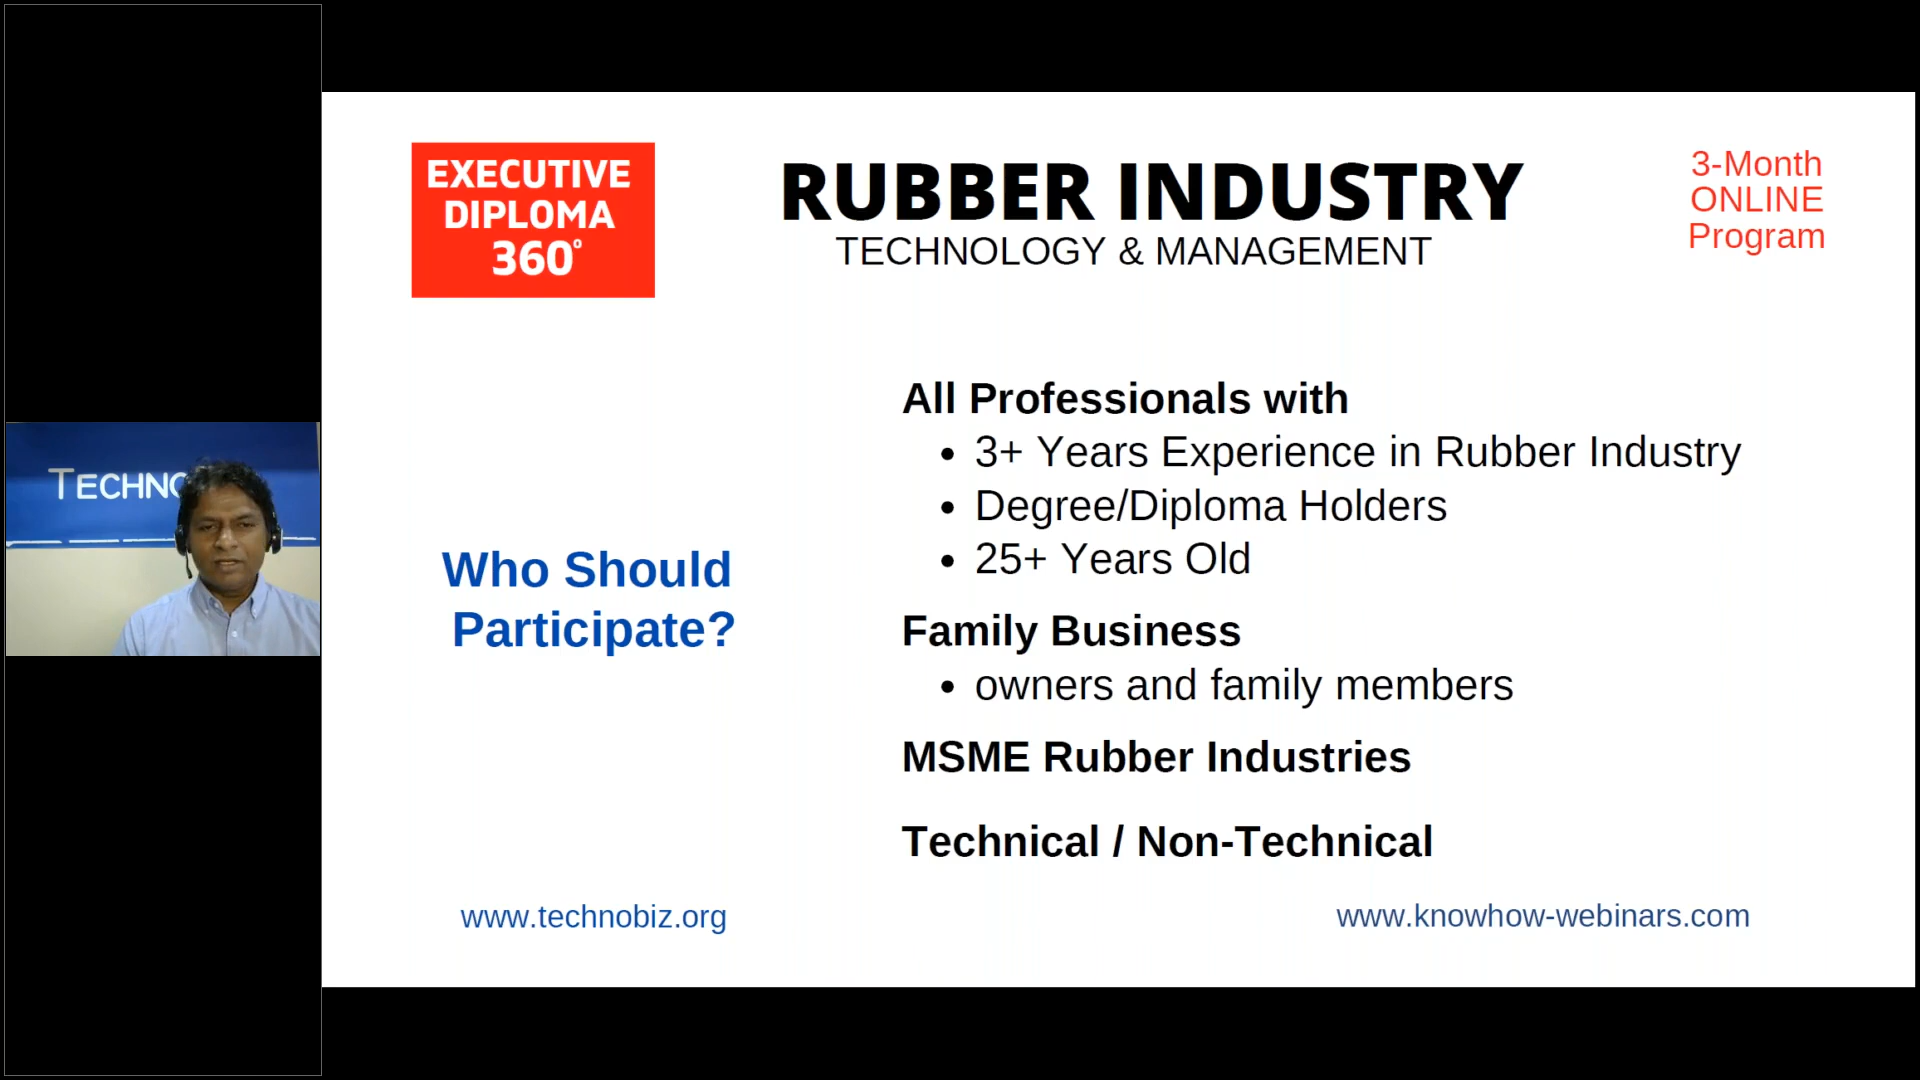 EXECUTIVE
DIPLOMA
360°
RUBBER INDUSTRY
TECHNOLOGY & MANAGEMENT
3-Month
ONLINE
Program
TECHNO
Who Should
Participate?
All Professionals with
• 3+ Years Experience in Rubber Industry
• Degree/Diploma Holders
• 25+ Years Old
Family Business
• owners and family members
MSME Rubber Industries
Technical / Non-Technical
www.technobiz.org
www.knowhow-webinars.com